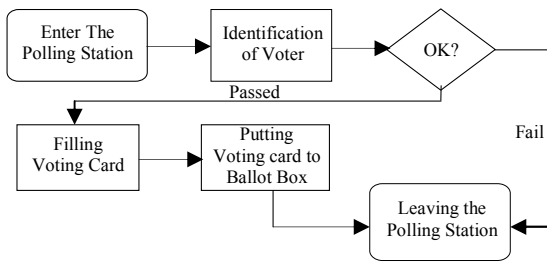 Enter The
Polling Station
Identification
of Voter
OK?
Passed
Fail
Filling
Voting Card
Putting
Voting card to
Ballot Box
Leaving the
Polling Station